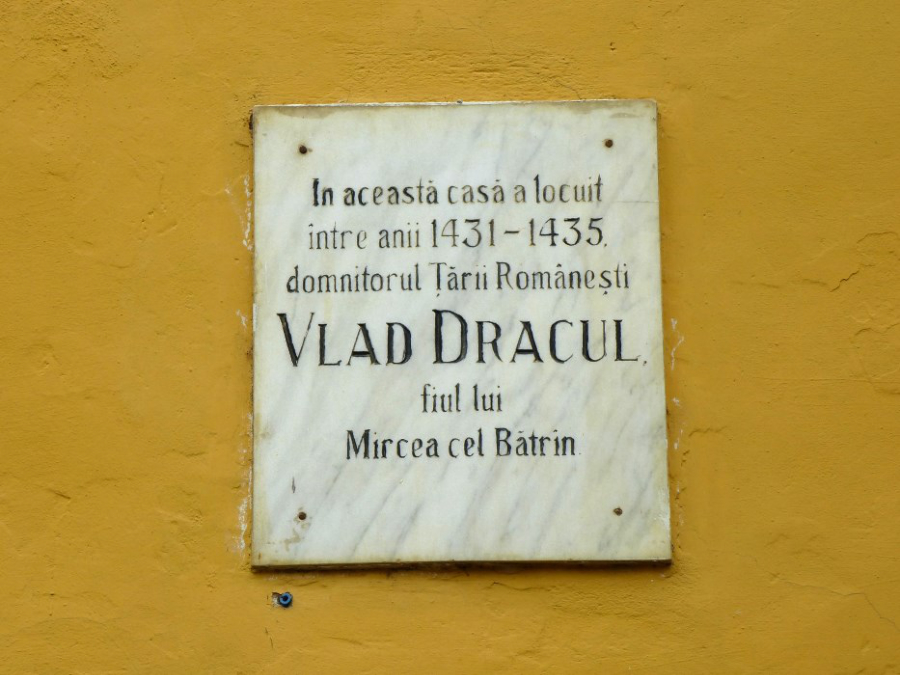 In această casă a locuit
între anii 1431-1435.
domnitorul Țării Românești
VLAD DRACUL,
fiul lui
Mircea cel Bătrîn